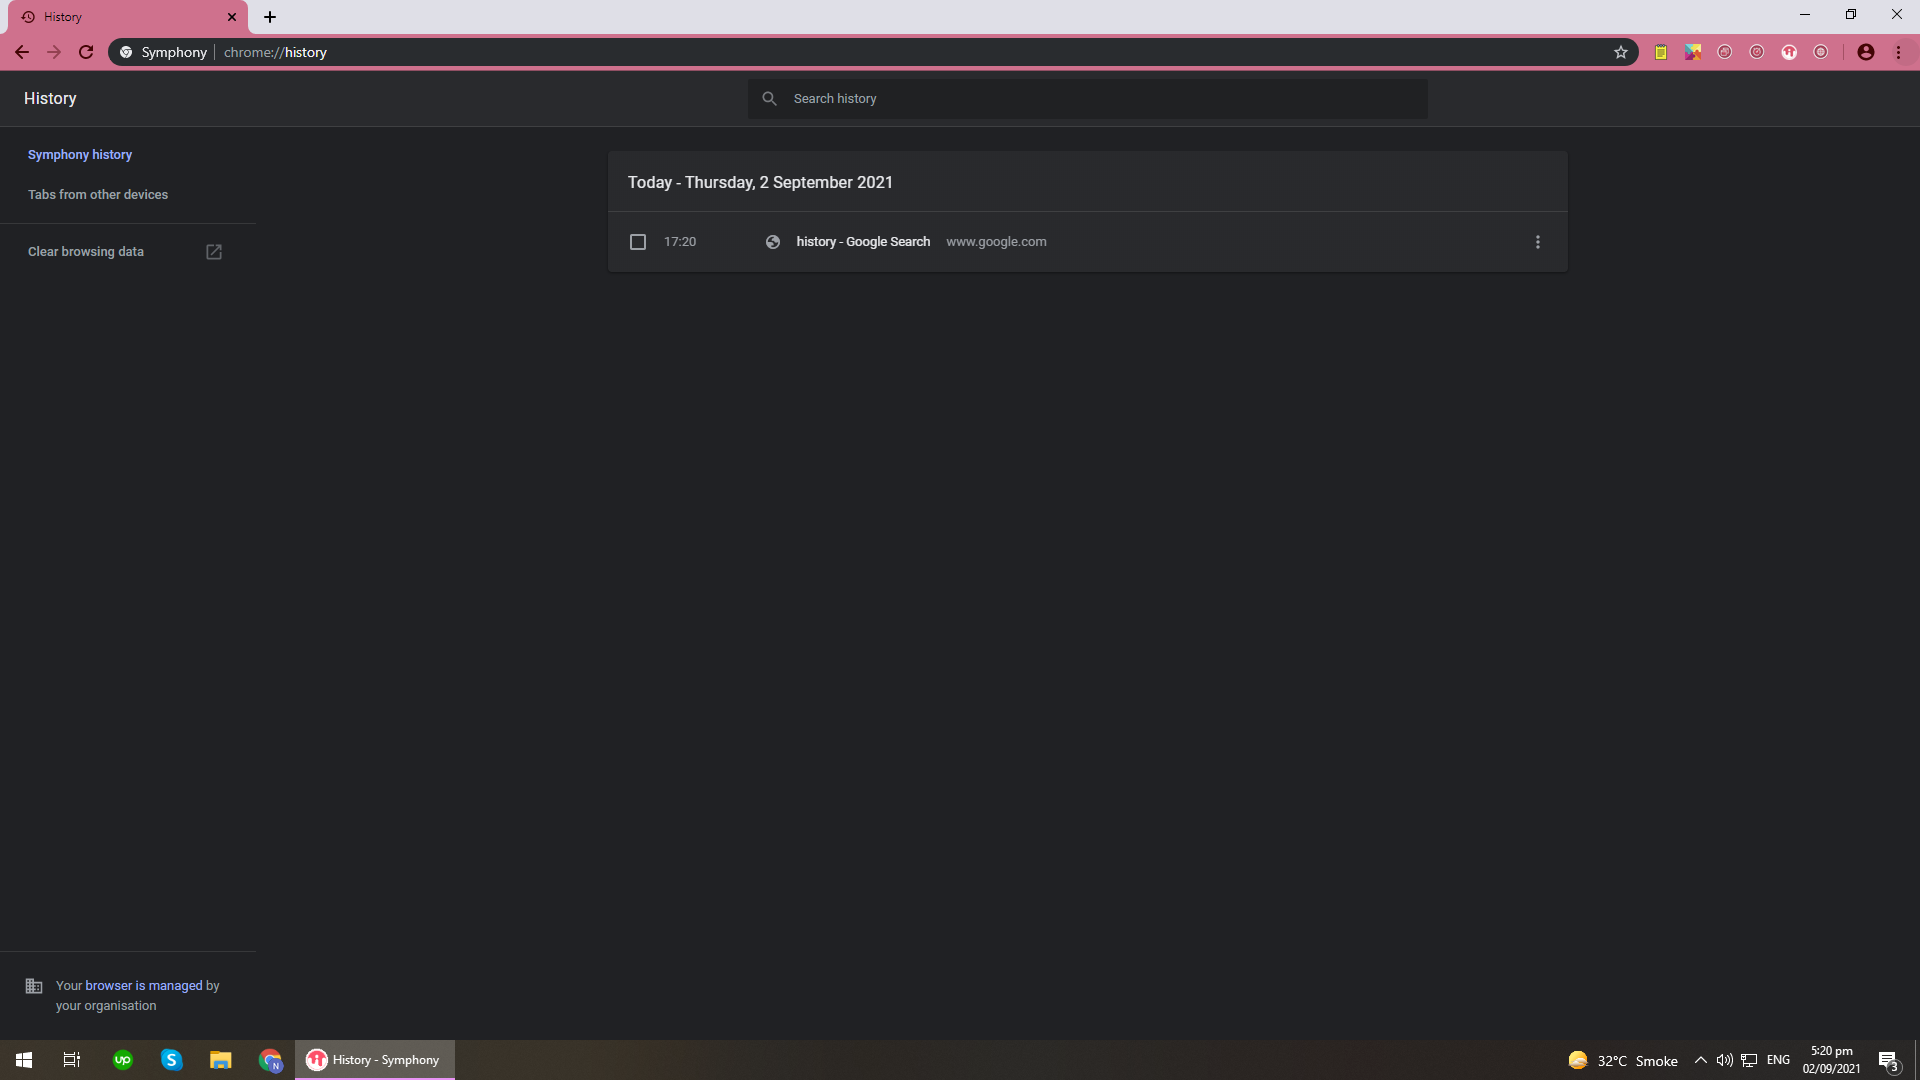 History
Symphony chrome://history
History
Search history
Symphony history
Tabs from other devices
Clear browsing data
Today - Thursday, 2 September 2021
17:20 history - Google Search www.google.com
Your browser is managed by
your organisation
up
S
N
History - Symphony
32°C Smoke
ENG
5:20 pm
02/09/2021
3